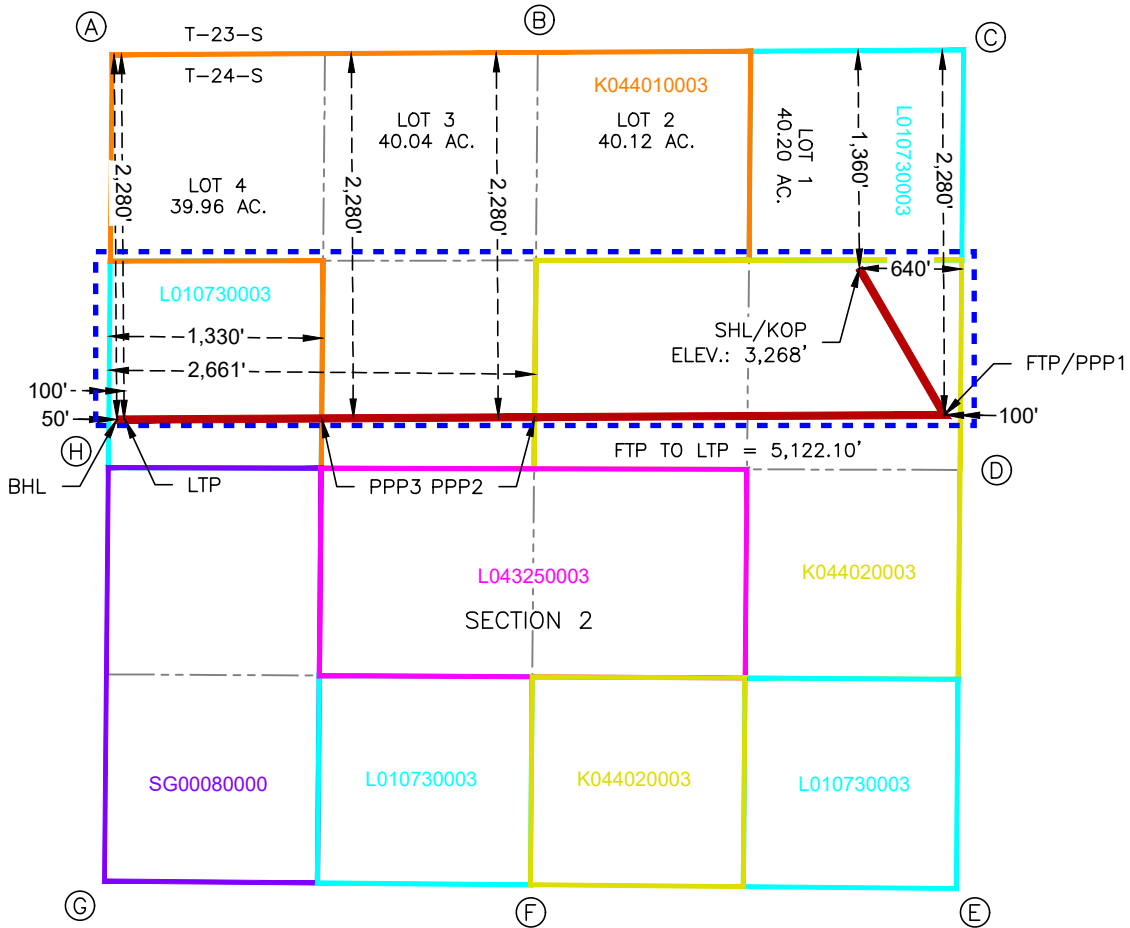 A
B
C
T-23-S
T-24-S
K044010003
LOT 3
40.04 AC.
LOT 2
40.12 AC.
LOT 1
40.20 AC.
L010730003
LOT 4
39.96 AC.
2,280'
2,280'
2,280'
1,360'
2,280'
L010730003
640'
1,330'
SHL/KOP
ELEV.: 3,268'
2,661'
FTP/PPP1
100'
50'
100'
H
FTP TO LTP = 5,122.10'
D
BHL
LTP
PPP3 PPP2
L043250003
K044020003
SECTION 2
SG00080000
L010730003
K044020003
L010730003
G
F
E